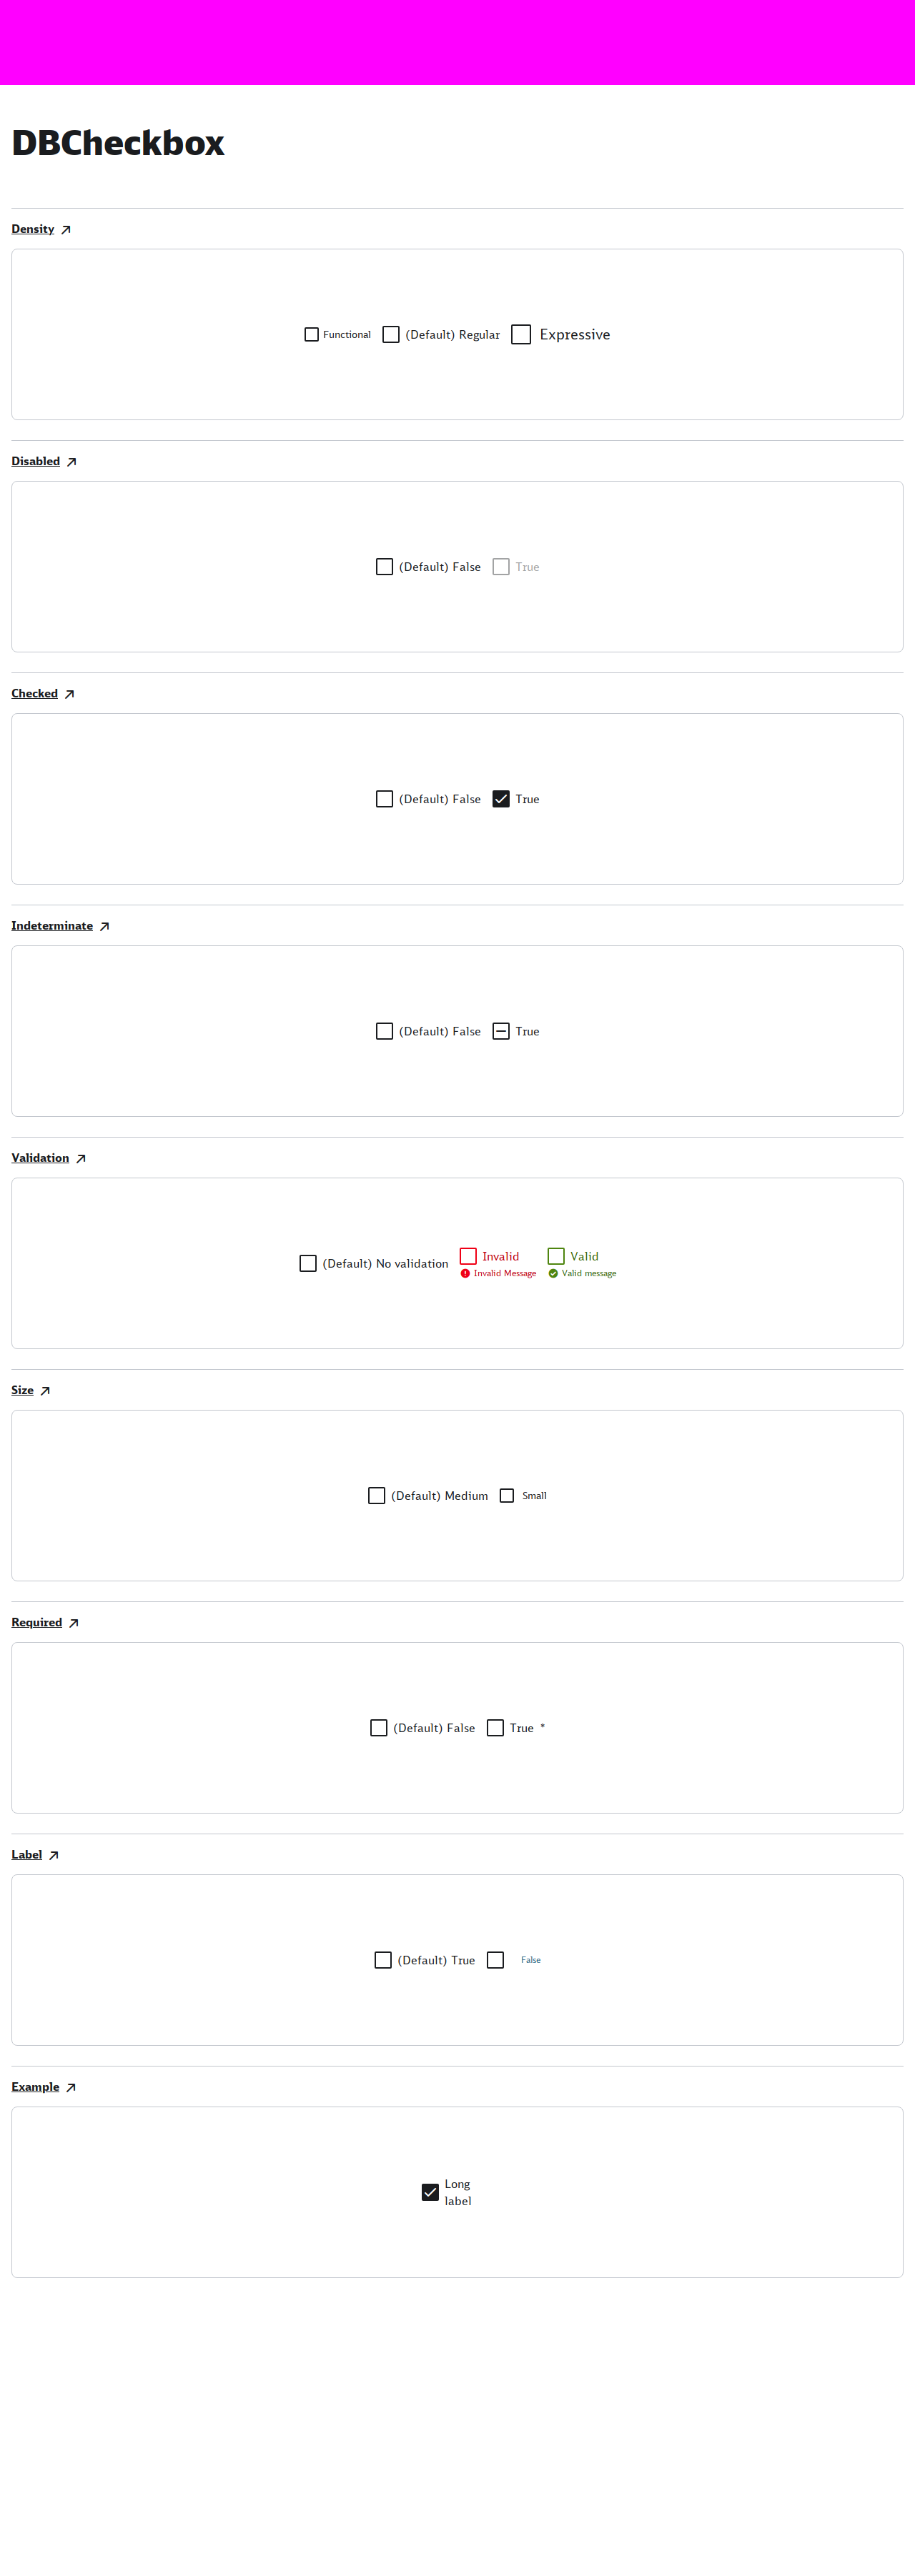 DBCheckbox
Density
Functional (Default) Regular Expressive
Disabled
(Default) False True
Checked
(Default) False True
Indeterminate
(Default) False True
Validation
(Default) No validation Invalid Valid
Invalid Message Valid message
Size
(Default) Medium Small
Required
(Default) False True *
Label
(Default) True False
Example
Long
label